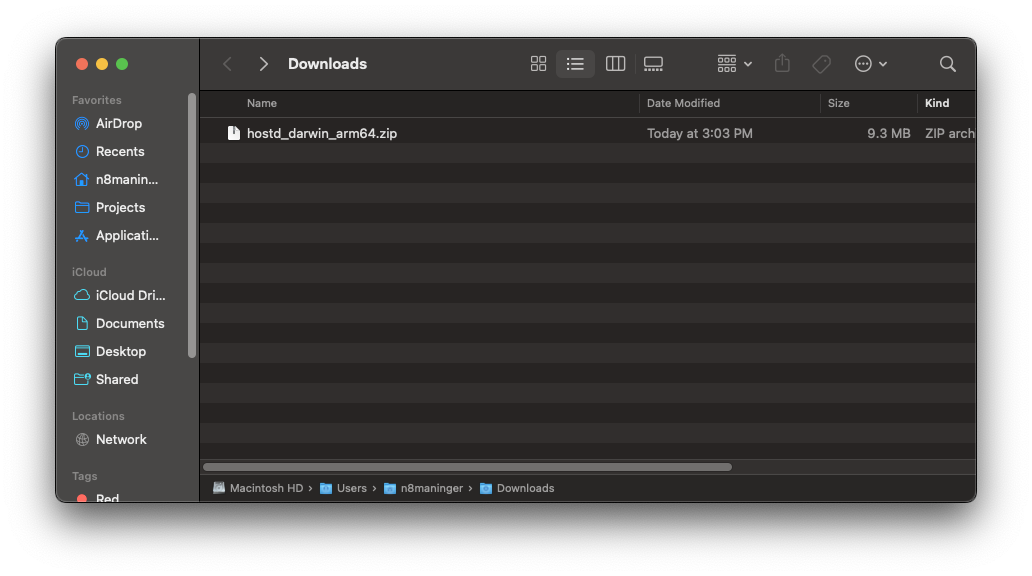 Downloads
Favorites
AirDrop
Recents
n8manin...
Projects
Applicati...
iCloud
iCloud Dri...
Documents
Desktop
Shared
Locations
Network
Tags
Red
Name Date Modified Size Kind
hostd_darwin_arm64.zip Today at 3:03 PM 9.3 MB ZIP arch
Macintosh HD › Users › n8maninger › Downloads